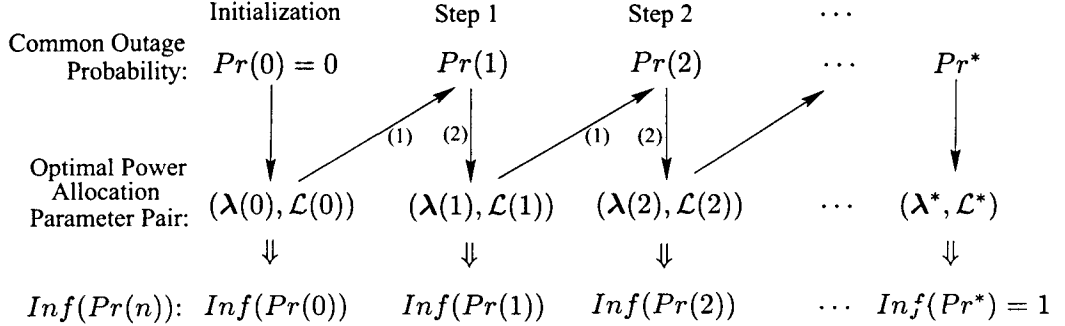 Initialization Step 1 Step 2 ···
Common Outage
Probability: Pr(0) = 0 Pr(1) Pr(2) ··· Pr*
(1) (2) (1) (2)
Optimal Power
Allocation
Parameter Pair: (λ(0), ℒ(0)) (λ(1), ℒ(1)) (λ(2), ℒ(2)) ··· (λ*, ℒ*)
⇓ ⇓ ⇓ ⇓
Inf(Pr(n)): Inf(Pr(0)) Inf(Pr(1)) Inf(Pr(2)) ··· Inf(Pr*) = 1